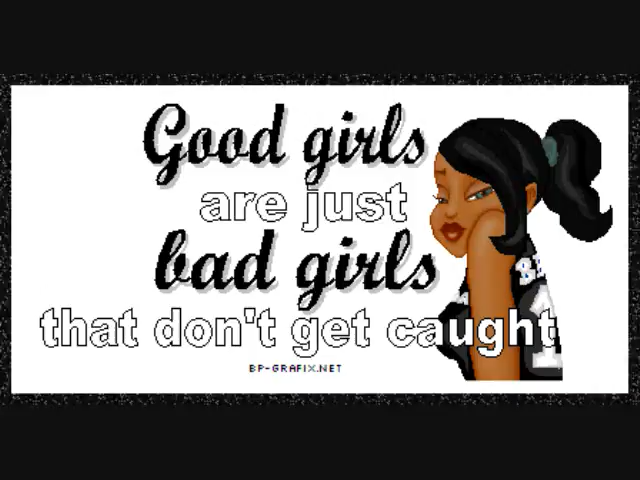 Good girls
are just
bad girls
that don't get caught
BP-GRAFIX.NET